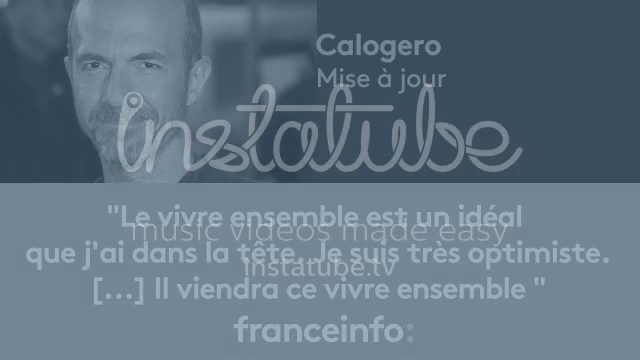 Calogero
Mise à jour
instatube
"Le vivre ensemble est un idéal
music videos made easy
que j'ai dans la tête. Je suis très optimiste.
instatube.tv
[...] Il viendra ce vivre ensemble "
franceinfo: